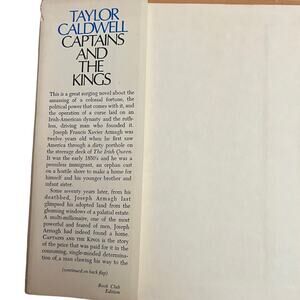 TAYLOR
CALDWELL
CAPTAINS
AND
THE
KINGS
This is a great surging novel about the
amassing of a colossal fortune, the
political power that comes with it, and
the operation of a curse laid on an
Irish-American dynasty and the ruth-
less, driving man who founded it.
Joseph Francis Xavier Armagh was
twelve years old when he first saw
America through a dirty porthole on
the steerage deck of The Irish Queen.
It was the early 1850's and he was a
penniless immigrant, an orphan cast
on a hostile shore to make a home for
himself and his younger brother and
infant sister.
Some seventy years later, from his
deathbed, Joseph Armagh last
glimpsed his adopted land from the
gleaming windows of a palatial estate.
A multi-millionaire, one of the most
powerful and feared of men, Joseph
Armagh had indeed found a home.
CAPTAINS AND THE KINGS is the story
of the price that was paid for it in the
consuming, single-minded determina-
tion of a man clawing his way to the
(continued on back flap)
Book Club
Edition